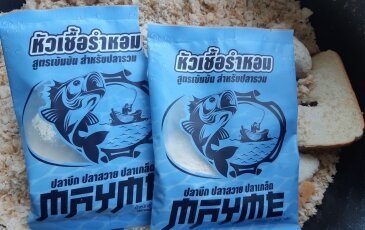 หัวเชื้อรำหอม
สูตรเข้มข้น สำหรับปลารวม
ปลาบึก ปลาสวาย ปลาเกล็ด
MAYME
หัวเชื้อรำหอม
สูตรเข้มข้น สำหรับปลารวม
ปลาบึก ปลาสวาย ปลาเกล็ด
MAYME